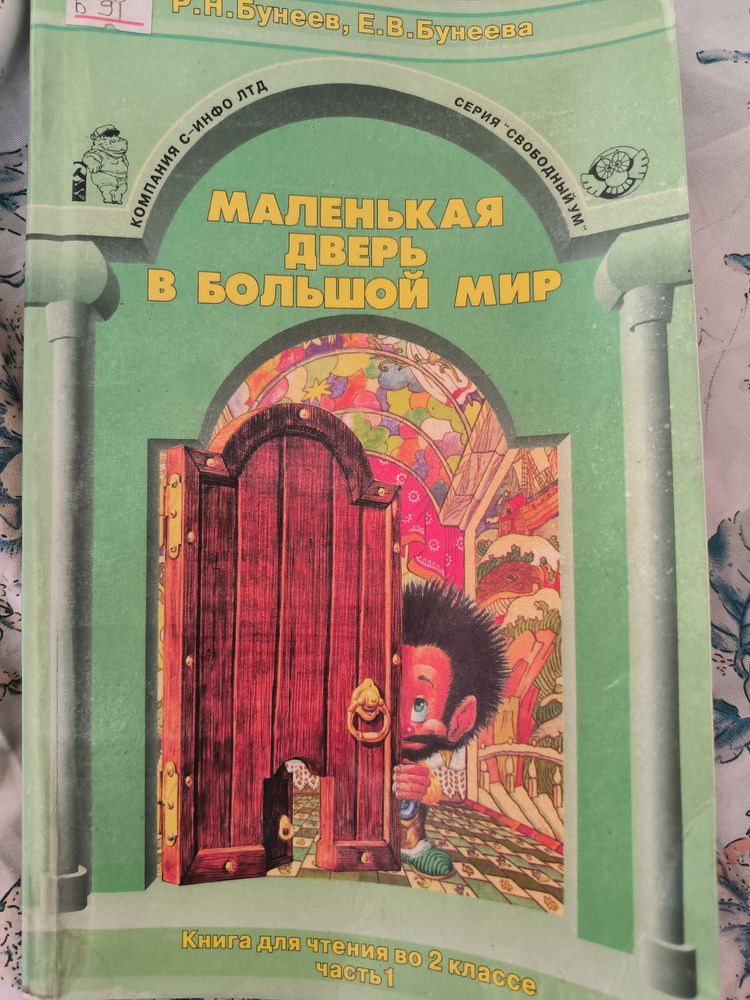 Б 91
Р.Н.Бунеев, Е.В.Бунеева
КОМПАНИЯ С-ИНФО ЛТД
СЕРИЯ "СВОБОДНЫЙ УМ"
МАЛЕНЬКАЯ
ДВЕРЬ
В БОЛЬШОЙ МИР
Книга для чтения во 2 классе
часть 1